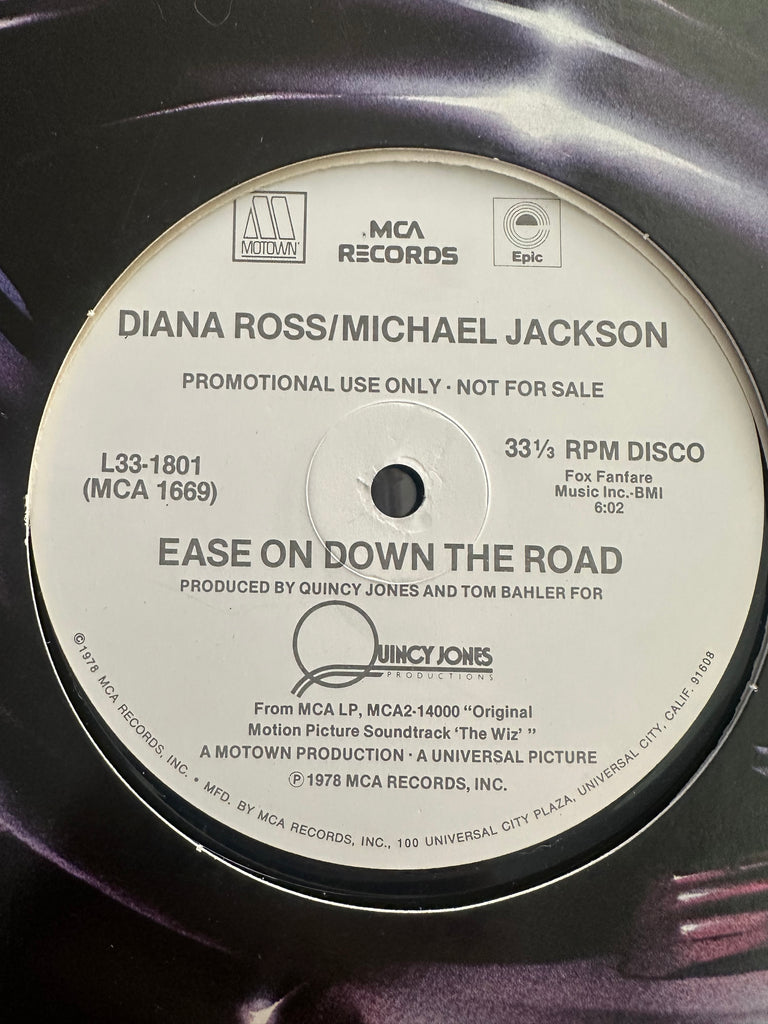 MOTOWN
MCA RECORDS
Epic
DIANA ROSS/MICHAEL JACKSON
PROMOTIONAL USE ONLY · NOT FOR SALE
L33-1801
(MCA 1669)
33⅓ RPM DISCO
Fox Fanfare
Music Inc.-BMI
6:02
EASE ON DOWN THE ROAD
PRODUCED BY QUINCY JONES AND TOM BAHLER FOR
QUINCY JONES
PRODUCTIONS
From MCA LP, MCA2-14000 “Original
Motion Picture Soundtrack ‘The Wiz’ ”
A MOTOWN PRODUCTION · A UNIVERSAL PICTURE
℗ 1978 MCA RECORDS, INC.
©1978 MCA RECORDS, INC. • MFD. BY MCA RECORDS, INC., 100 UNIVERSAL CITY PLAZA, UNIVERSAL CITY, CALIF. 91608